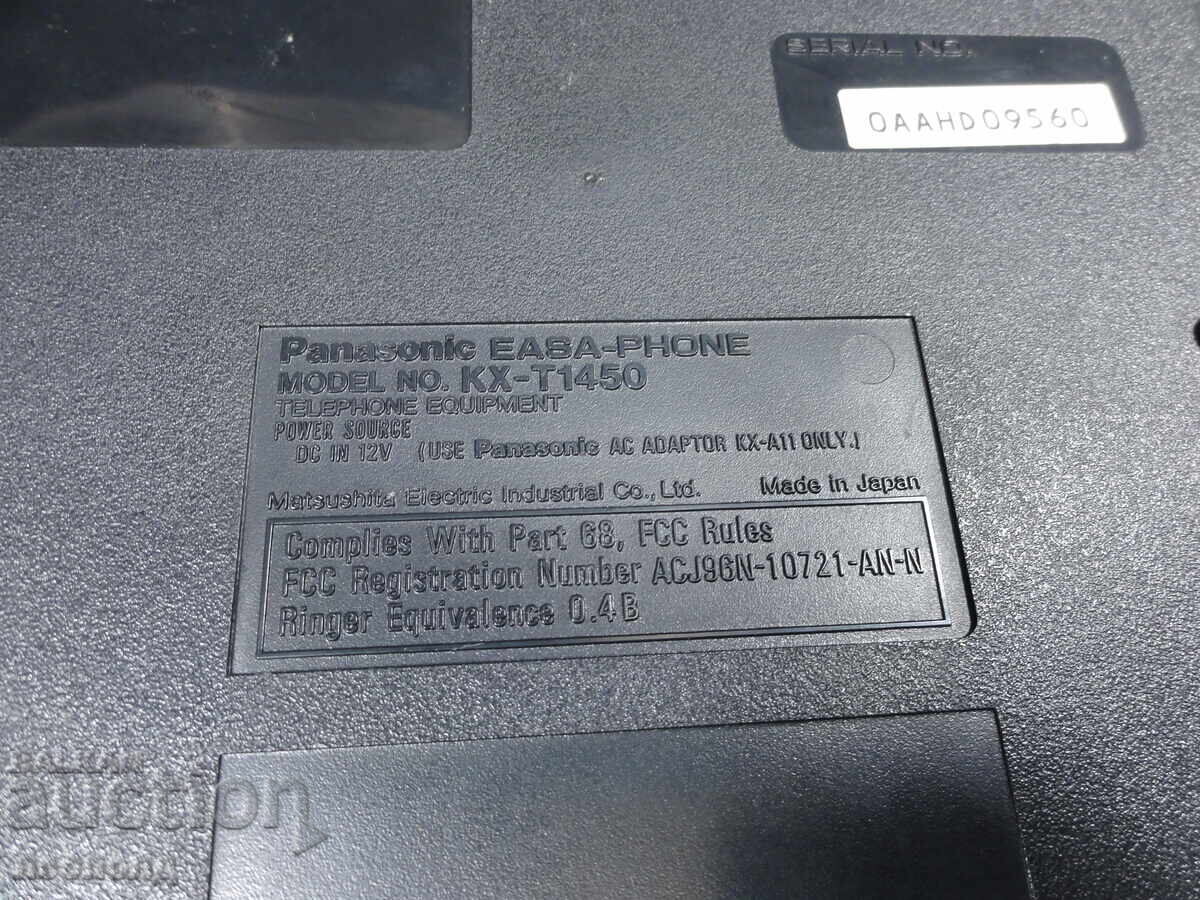 SERIAL NO.
0AAHD09560
Panasonic EASA-PHONE
MODEL NO. KX-T1450
TELEPHONE EQUIPMENT
POWER SOURCE
DC IN 12V (USE Panasonic AC ADAPTOR KX-A11 ONLY.)
Matsushita Electric Industrial Co., Ltd. Made in Japan
Complies With Part 68, FCC Rules
FCC Registration Number ACJ96N-10721-AN-N
Ringer Equivalence 0.4B
BALKAN
auction